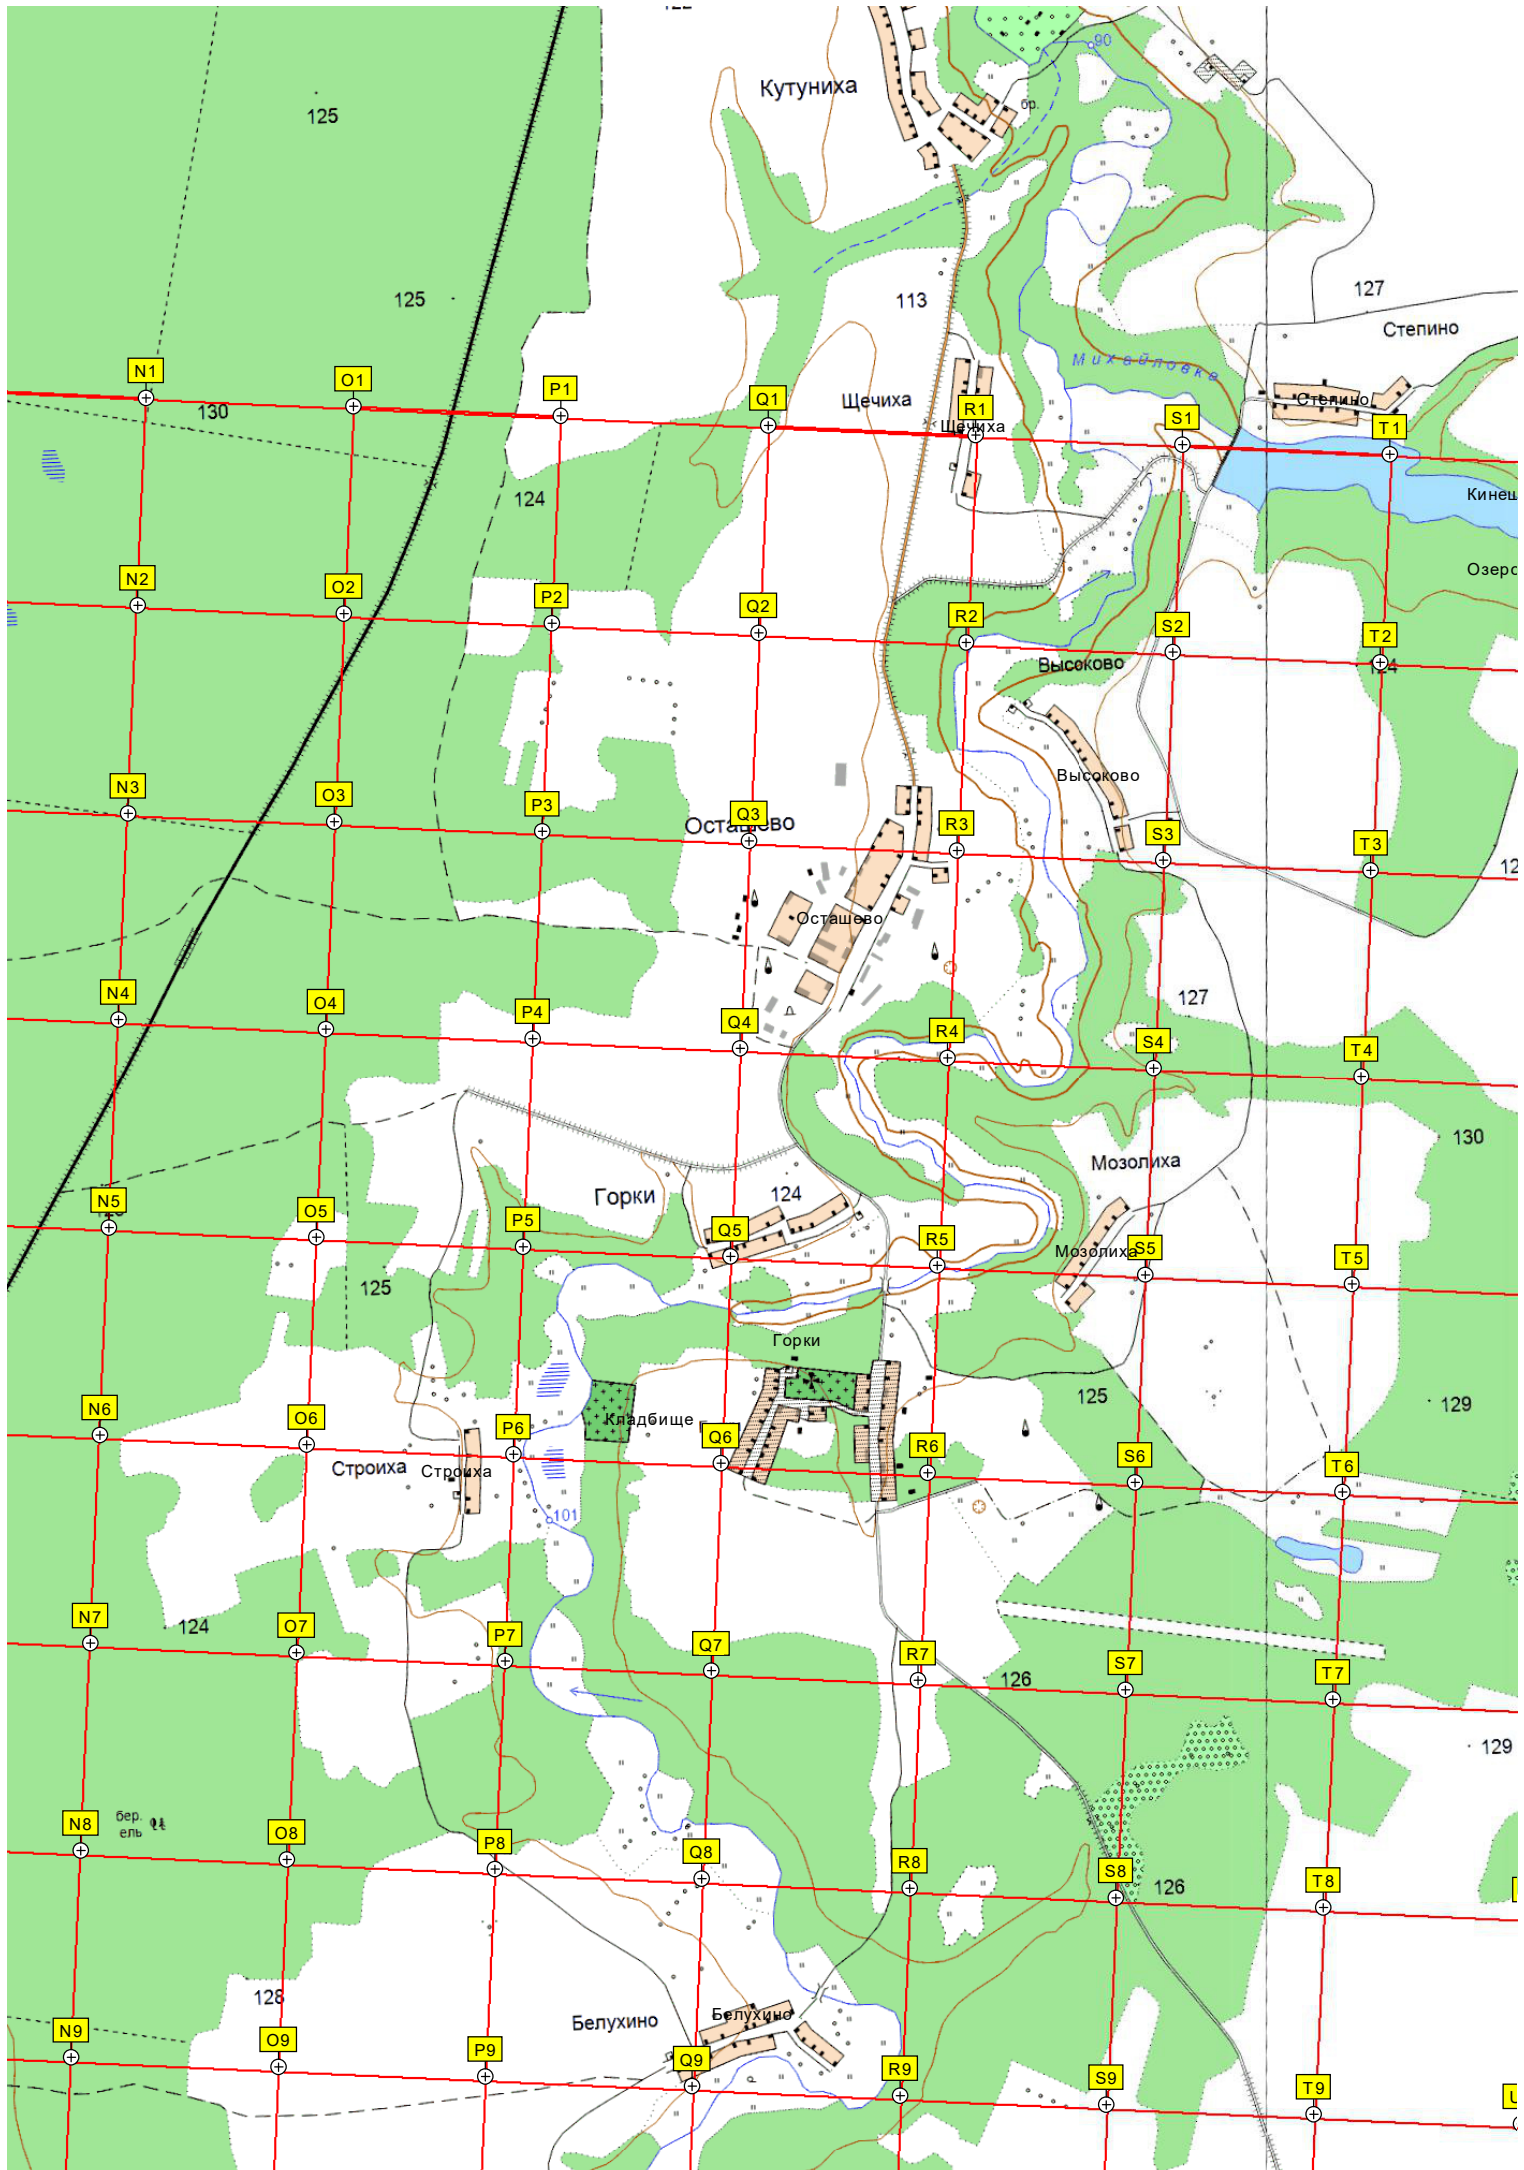 122
90
Кутуниха
бр.
125
125
113
127
Степино
Михайловка
N1
O1
P1
Q1
R1
S1
T1
130
Щечиха
Щечиха
Степино
124
Кинеш
Озеро
N2
O2
P2
Q2
R2
S2
T2
Высоково
124
Высоково
N3
O3
P3
Q3
R3
S3
T3
Осташево
12
Осташево
N4
O4
P4
Q4
R4
S4
T4
127
130
Мозолиха
Горки
124
N5
O5
P5
Q5
R5
S5
T5
Мозолиха
125
Горки
125
129
Кладбище
N6
O6
P6
Q6
R6
S6
T6
Строиха
Строиха
101
N7
O7
P7
Q7
R7
S7
T7
124
126
129
бер.
ель
N8
O8
P8
Q8
R8
S8
T8
126
128
Белухино
Белухино
N9
O9
P9
Q9
R9
S9
T9
U